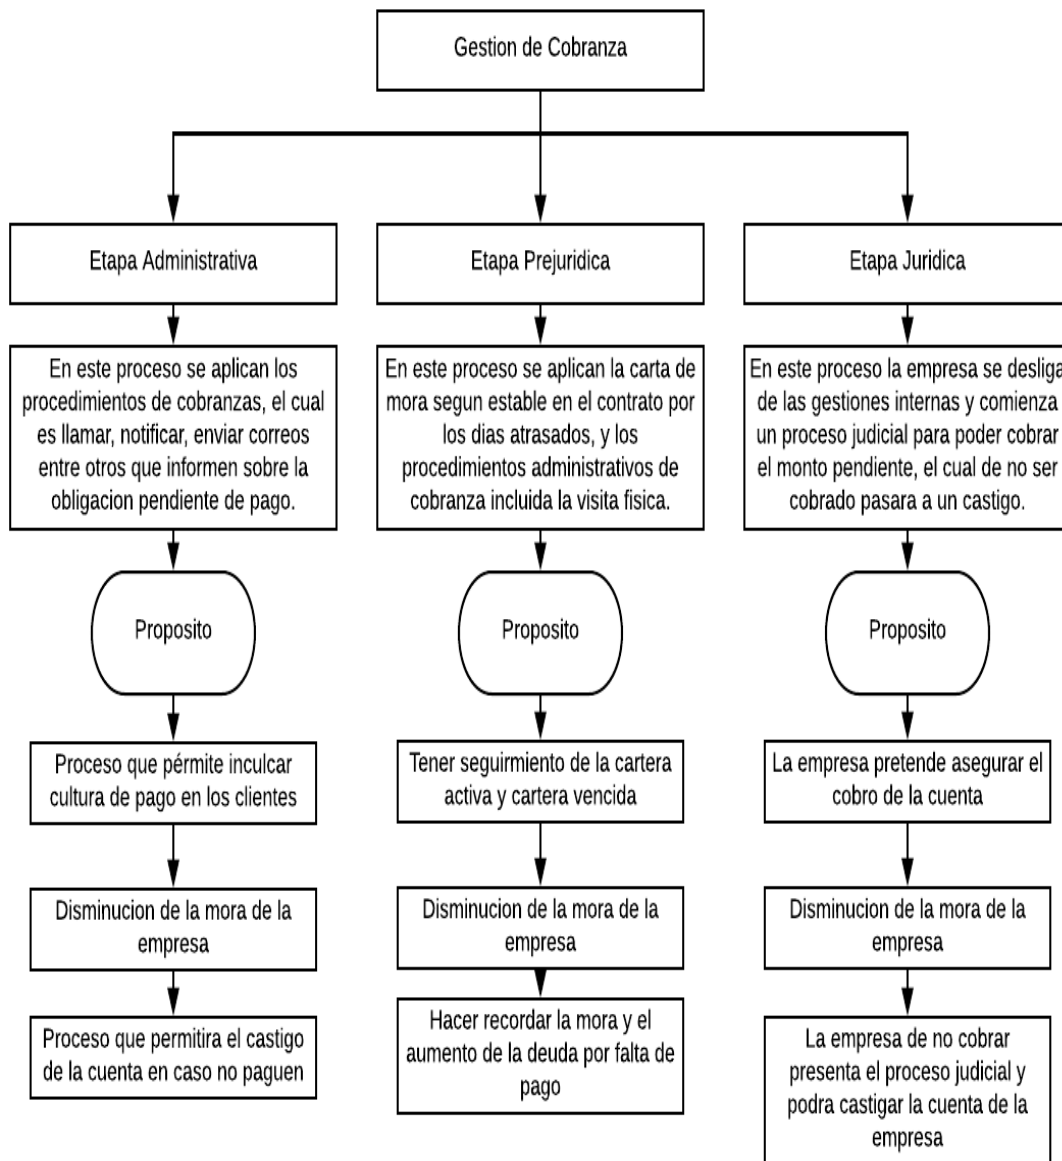 Gestion de Cobranza
Etapa Administrativa
En este proceso se aplican los
procedimientos de cobranzas, el cual
es llamar, notificar, enviar correos
entre otros que informen sobre la
obligacion pendiente de pago.
Proposito
Proceso que pérmite inculcar
cultura de pago en los clientes
Disminucion de la mora de la
empresa
Proceso que permitira el castigo
de la cuenta en caso no paguen
Etapa Prejuridica
En este proceso se aplican la carta de
mora segun estable en el contrato por
los dias atrasados, y los
procedimientos administrativos de
cobranza incluida la visita fisica.
Proposito
Tener seguirmiento de la cartera
activa y cartera vencida
Disminucion de la mora de la
empresa
Hacer recordar la mora y el
aumento de la deuda por falta de
pago
Etapa Juridica
En este proceso la empresa se desliga
de las gestiones internas y comienza
un proceso judicial para poder cobrar
el monto pendiente, el cual de no ser
cobrado pasara a un castigo.
Proposito
La empresa pretende asegurar el
cobro de la cuenta
Disminucion de la mora de la
empresa
La empresa de no cobrar
presenta el proceso judicial y
podra castigar la cuenta de la
empresa